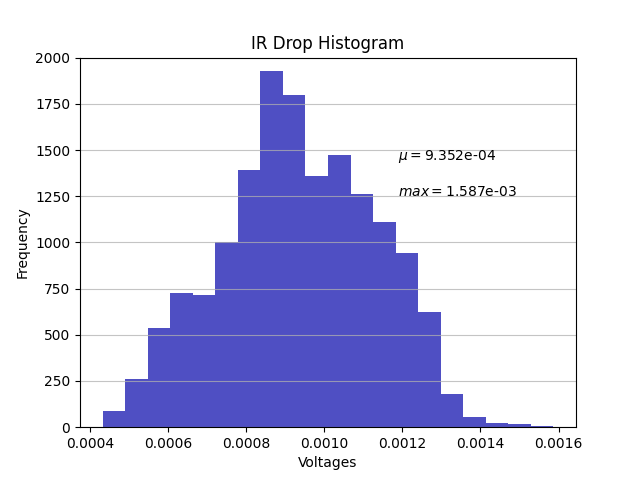 IR Drop Histogram
2000
1750
1500
1250
1000
750
500
250
0
Frequency
μ = 9.352e-04
max = 1.587e-03
0.0004 0.0006 0.0008 0.0010 0.0012 0.0014 0.0016
Voltages